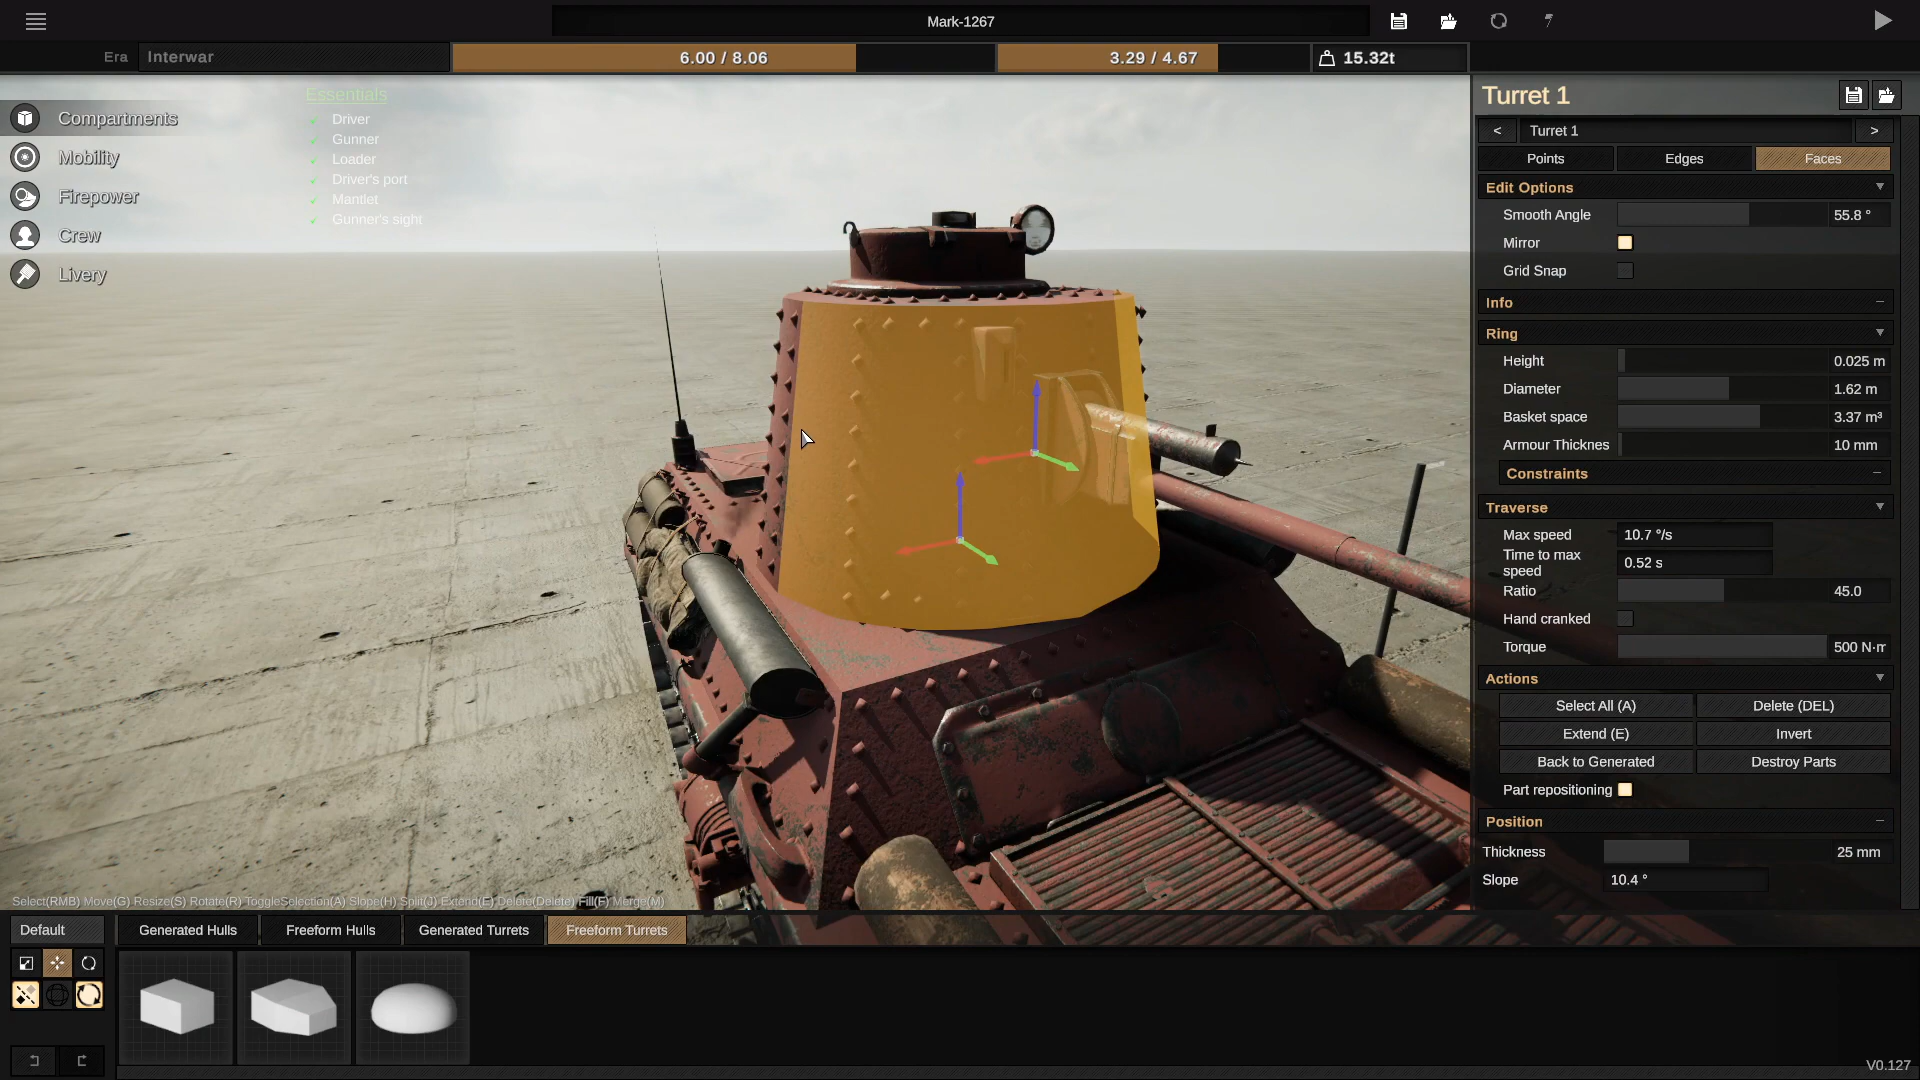 Mark-1267
Era
Interwar
6.00 / 8.06
3.29 / 4.67
15.32t
Compartments
Mobility
Firepower
Crew
Livery
Essentials
Driver
Gunner
Loader
Driver's port
Mantlet
Gunner's sight
Turret 1
< Turret 1 >
Points Edges Faces
Edit Options
Smooth Angle 55.8 °
Mirror
Grid Snap
Info
Ring
Height 0.025 m
Diameter 1.62 m
Basket space 3.37 m³
Armour Thicknes 10 mm
Constraints
Traverse
Max speed 10.7 °/s
Time to max speed 0.52 s
Ratio 45.0
Hand cranked
Torque 500 N·m
Actions
Select All (A) Delete (DEL)
Extend (E) Invert
Back to Generated Destroy Parts
Part repositioning
Position
Thickness 25 mm
Slope 10.4 °
Select(RMB) Move(G) Resize(S) Rotate(R) ToggleSelection(A) Slope(H) Split(J) Extend(E) Delete(Delete) Fill(F) Merge(M)
Default
Generated Hulls Freeform Hulls Generated Turrets Freeform Turrets
V0.127